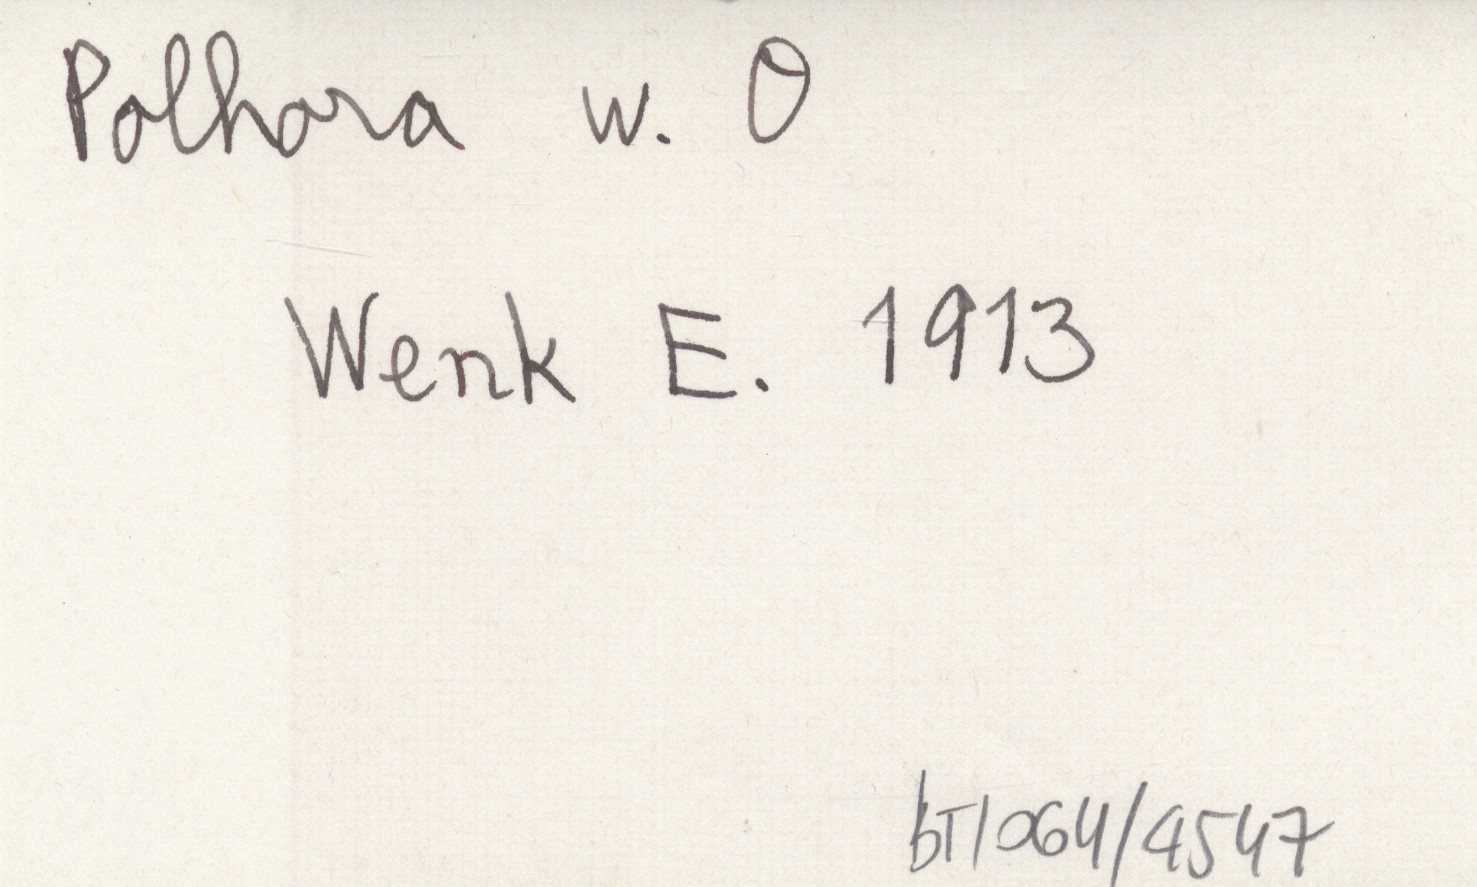 Polhora w. O
Wenk E. 1913
bT/064/4547